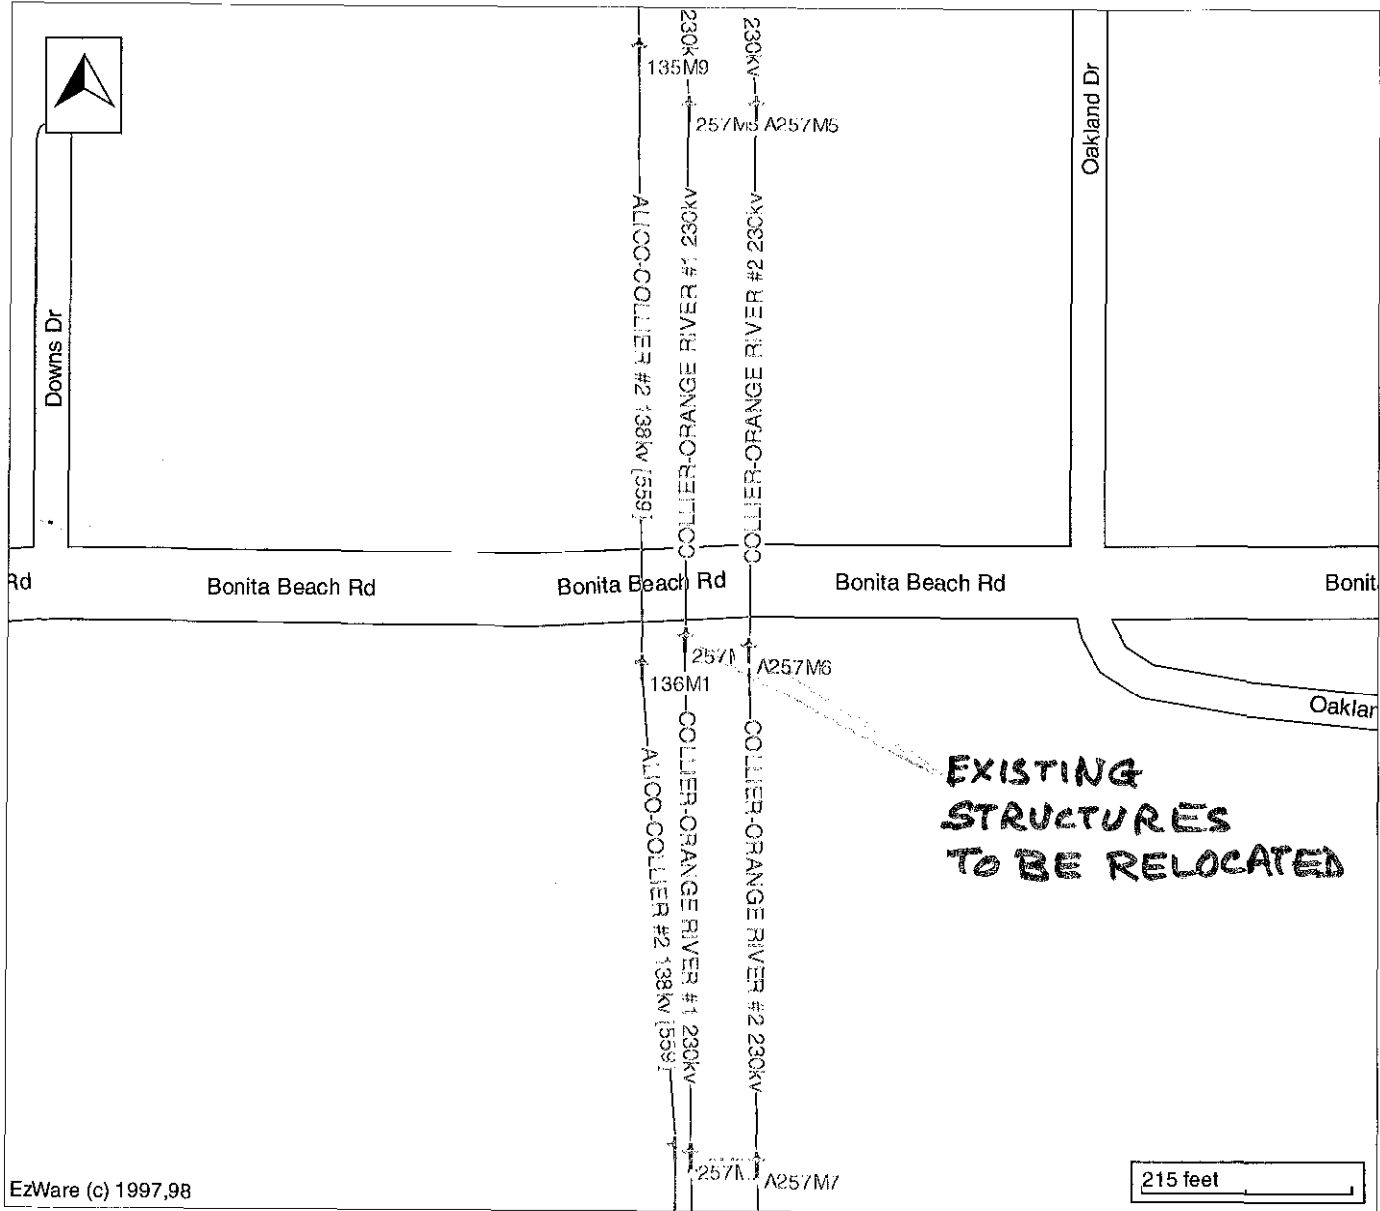 230kv
230kv
135M9
257M5 A257M5
Oakland Dr
Downs Dr
ALICO-COLLIER #2 138kv [559]
COLLIER-ORANGE RIVER #1 230kv
COLLIER-ORANGE RIVER #2 230kv
Rd
Bonita Beach Rd
Bonita Beach Rd
Bonita Beach Rd
Bonit
257M
A257M6
136M1
Oaklan
EXISTING
STRUCTURES
TO BE RELOCATED
ALICO-COLLIER #2 138kv [559]
COLLIER-ORANGE RIVER #1 230kv
COLLIER-ORANGE RIVER #2 230kv
257M
A257M7
EzWare (c) 1997,98
215 feet